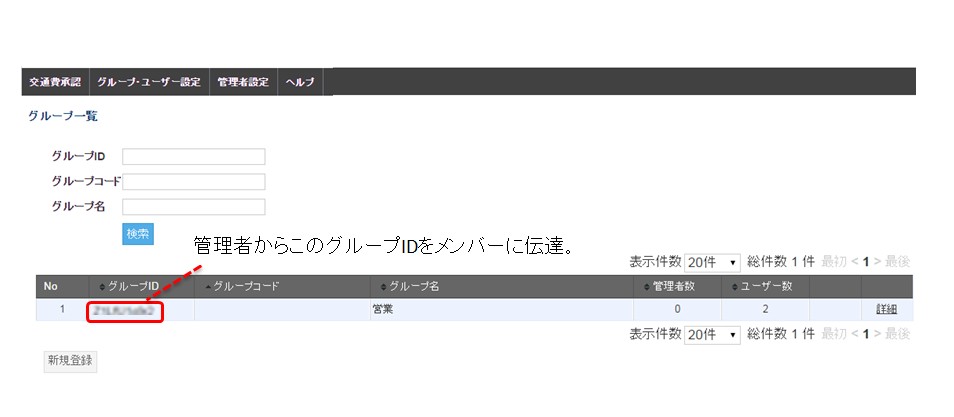 交通費承認 グループ・ユーザー設定 管理者設定 ヘルプ
グループ一覧
グループID
グループコード
グループ名
検索
管理者からこのグループIDをメンバーに伝達。
表示件数 20件 総件数 1 件 最初 < 1 > 最後
No グループID グループコード グループ名 管理者数 ユーザー数
1 営業 0 2 詳細
表示件数 20件 総件数 1 件 最初 < 1 > 最後
新規登録